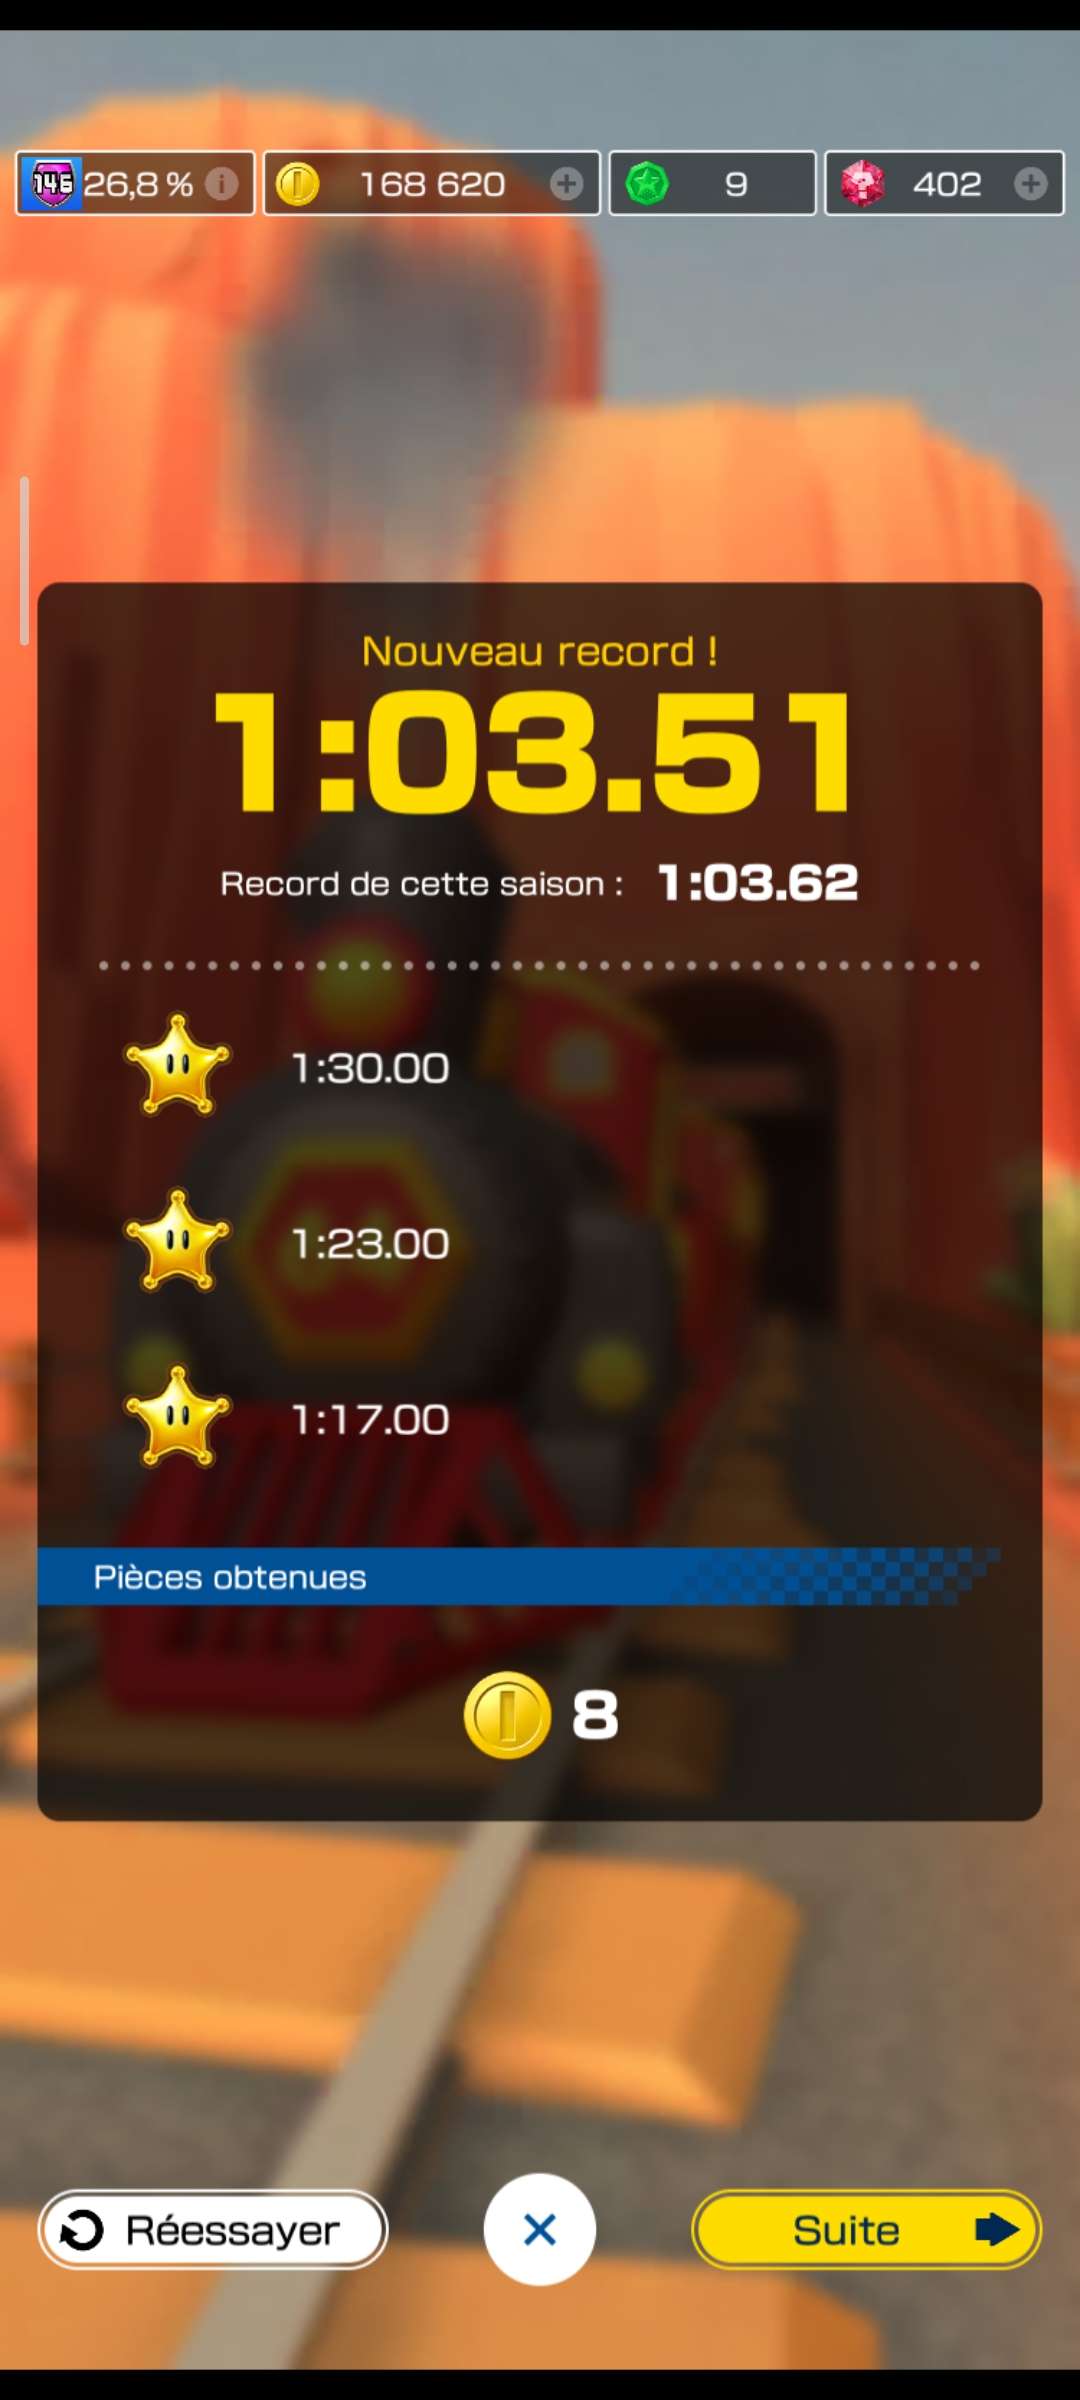 146 26,8 % i 168 620 + 9 402 +
Nouveau record !
1:03.51
Record de cette saison : 1:03.62
1:30.00
1:23.00
1:17.00
Pièces obtenues
8
Réessayer
Suite